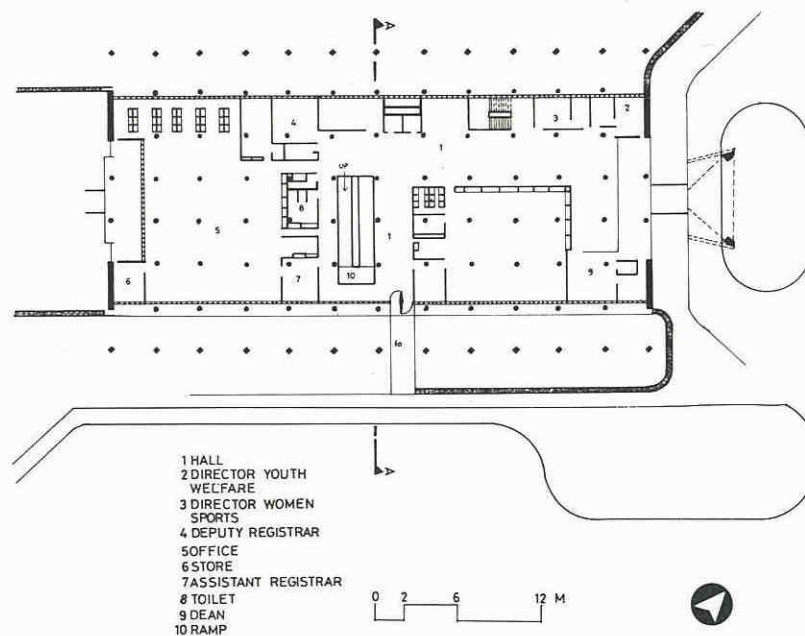 A
2
4
3
1
UP
8
5
1
10
6
7
9
A
1 HALL
2 DIRECTOR YOUTH
WELFARE
3 DIRECTOR WOMEN
SPORTS
4 DEPUTY REGISTRAR
5 OFFICE
6 STORE
7 ASSISTANT REGISTRAR
8 TOILET
9 DEAN
10 RAMP
0 2 6 12 M